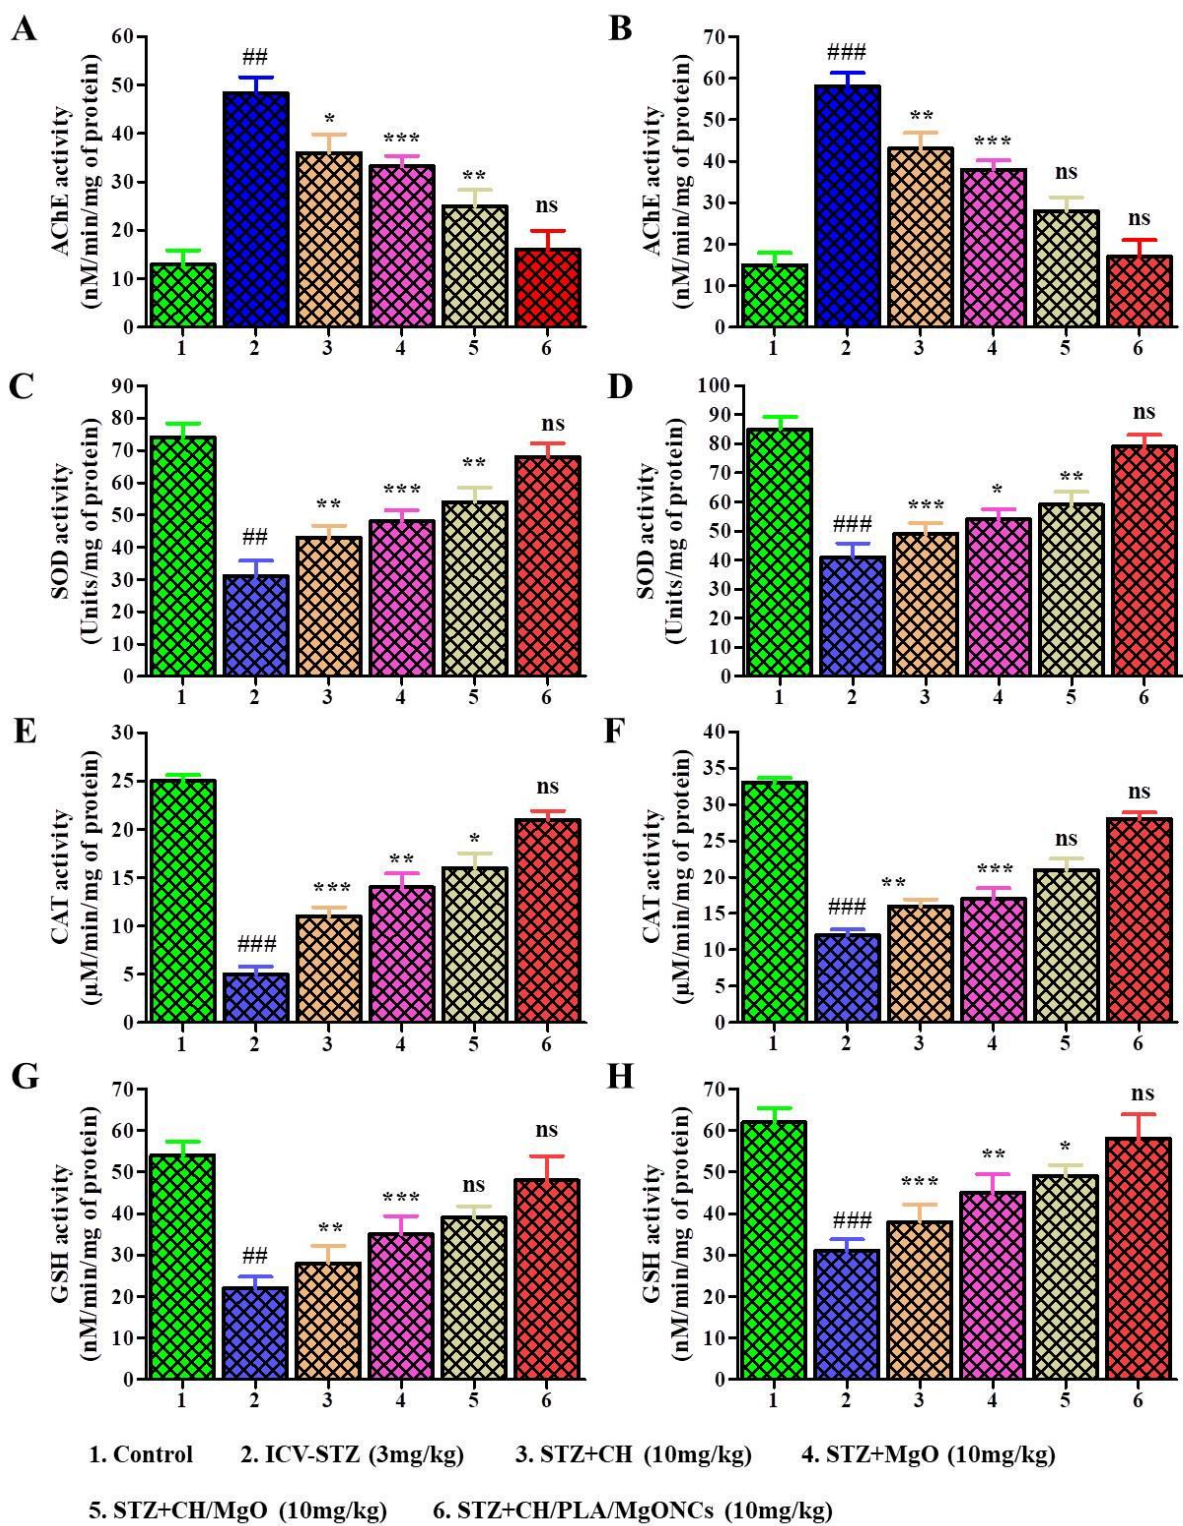 A
AChE activity
(nM/min/mg of protein)
60
50
40
30
20
10
0
##
*
***
**
ns
1 2 3 4 5 6
B
AChE activity
(nM/min/mg of protein)
70
60
50
40
30
20
10
0
###
**
***
ns
ns
1 2 3 4 5 6
C
SOD activity
(Units/mg of protein)
90
80
70
60
50
40
30
20
10
0
##
**
***
**
ns
1 2 3 4 5 6
D
SOD activity
(Units/mg of protein)
100
90
80
70
60
50
40
30
20
10
0
###
***
*
**
ns
1 2 3 4 5 6
E
CAT activity
(µM/min/mg of protein)
30
25
20
15
10
5
0
###
***
**
*
ns
1 2 3 4 5 6
F
CAT activity
(µM/min/mg of protein)
40
35
30
25
20
15
10
5
0
###
**
***
ns
ns
1 2 3 4 5 6
G
GSH activity
(nM/min/mg of protein)
70
60
50
40
30
20
10
0
##
**
***
ns
ns
1 2 3 4 5 6
H
GSH activity
(nM/min/mg of protein)
70
60
50
40
30
20
10
0
###
***
**
*
ns
1 2 3 4 5 6
1. Control 2. ICV-STZ (3mg/kg) 3. STZ+CH (10mg/kg) 4. STZ+MgO (10mg/kg)
5. STZ+CH/MgO (10mg/kg) 6. STZ+CH/PLA/MgONCs (10mg/kg)